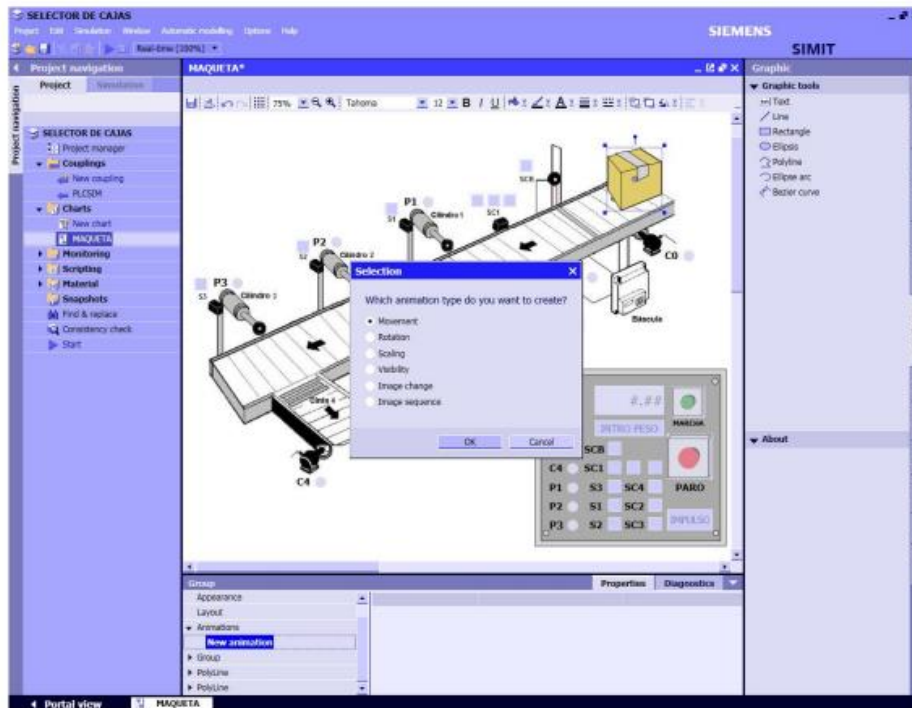 SELECTOR DE CAJAS
Project Edit Simulation Window Automatic modelling Options Help
SIEMENS
SIMIT
Real-time (100%)
Project navigation
Project
Simulation
Project navigation
SELECTOR DE CAJAS
Project manager
Couplings
New coupling
PLCSIM
Charts
New chart
MAQUETA
Monitoring
Scripting
Material
Snapshots
Find & replace
Consistency check
Start
MAQUETA*
75%
Tahoma
12
B I U
SCB
P1
S1
Cilindro 1
SC1
P2
S2
Cilindro 2
P3
S3
Cilindro 3
C0
Báscula
Cinta 4
C4
Selection
Which animation type do you want to create?
Movement
Rotation
Scaling
Visibility
Image change
Image sequence
OK
Cancel
#.##
INTRO PESO
MARCHA
SCB
C4 SC1
P1 S3 SC4 PARO
P2 S1 SC2
P3 S2 SC3 IMPULSO
Group
Properties
Diagnostics
Appearance
Layout
Animations
New animation
Group
PolyLine
PolyLine
Graphic
Graphic tools
Text
Line
Rectangle
Ellipsis
Polyline
Ellipse arc
Bezier curve
About
Portal view
MAQUETA